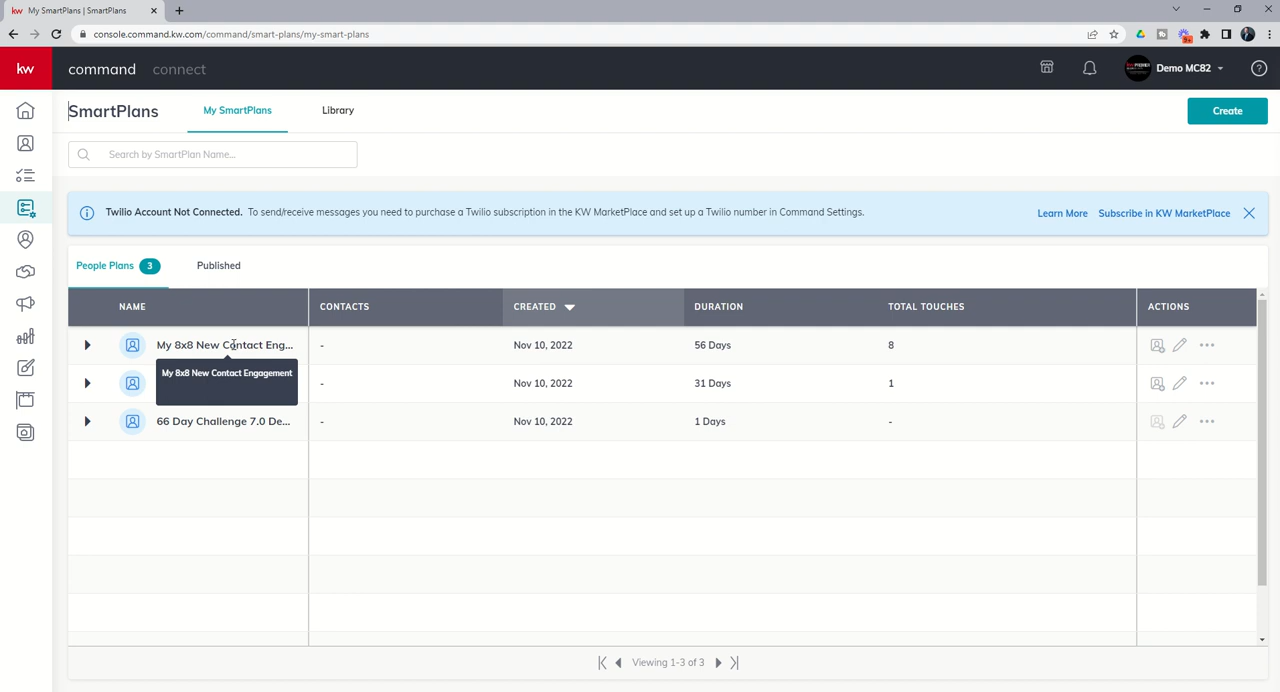 kw My SmartPlans | SmartPlans
console.command.kw.com/command/smart-plans/my-smart-plans
kw command connect
Demo MC82
SmartPlans My SmartPlans Library Create
Search by SmartPlan Name...
Twilio Account Not Connected. To send/receive messages you need to purchase a Twilio subscription in the KW MarketPlace and set up a Twilio number in Command Settings. Learn More Subscribe in KW MarketPlace
People Plans 3 Published
NAME CONTACTS CREATED DURATION TOTAL TOUCHES ACTIONS
My 8x8 New Contact Eng... - Nov 10, 2022 56 Days 8
My 8x8 New Contact Engagement
- Nov 10, 2022 31 Days 1
66 Day Challenge 7.0 De... - Nov 10, 2022 1 Days -
Viewing 1-3 of 3